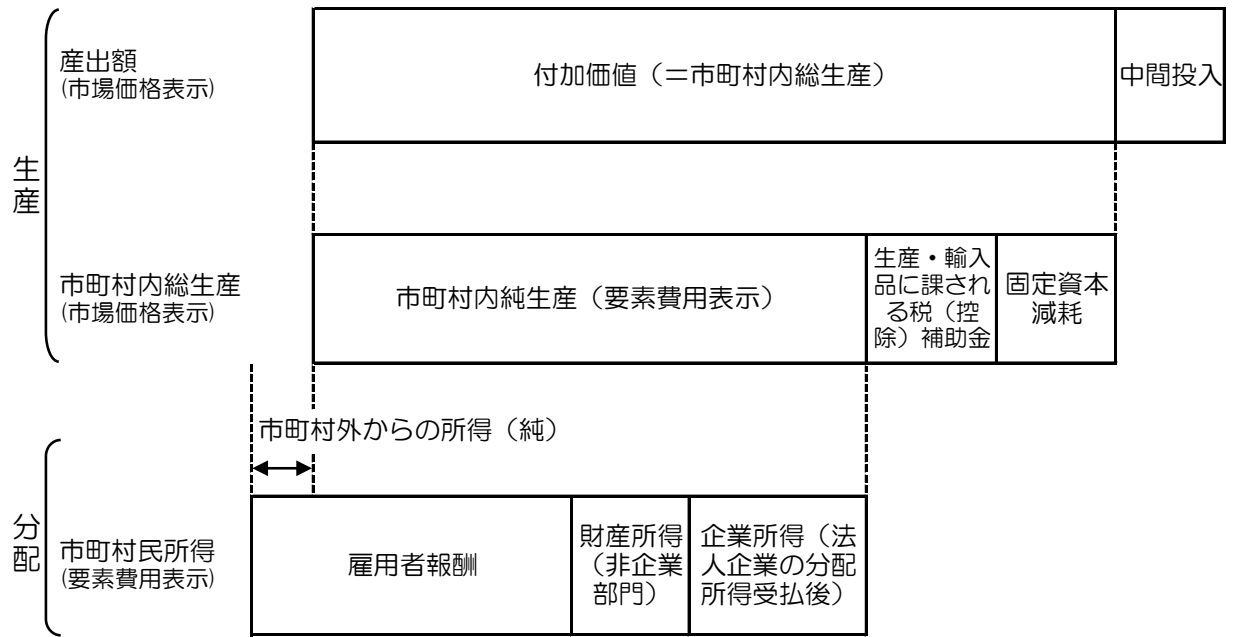 生産
産出額
(市場価格表示)
付加価値（＝市町村内総生産）
中間投入
市町村内総生産
(市場価格表示)
市町村内純生産（要素費用表示）
生産・輸入
品に課され
る税（控
除）補助金
固定資本
減耗
市町村外からの所得（純）
分配
市町村民所得
(要素費用表示)
雇用者報酬
財産所得
（非企業
部門）
企業所得（法
人企業の分配
所得受払後）